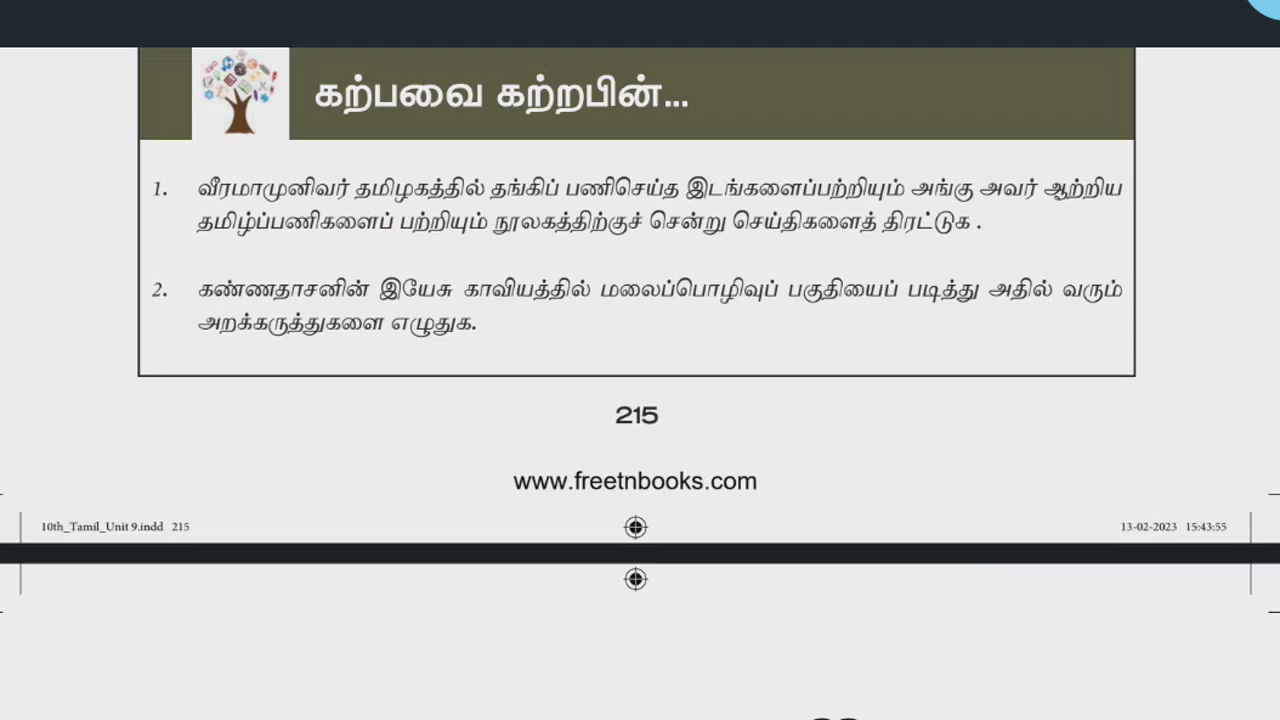 கற்பவை கற்றபின்...
1. வீரமாமுனிவர் தமிழகத்தில் தங்கிப் பணிசெய்த இடங்களைப்பற்றியும் அங்கு அவர் ஆற்றிய
தமிழ்ப்பணிகளைப் பற்றியும் நூலகத்திற்குச் சென்று செய்திகளைத் திரட்டுக .
2. கண்ணதாசனின் இயேசு காவியத்தில் மலைப்பொழிவுப் பகுதியைப் படித்து அதில் வரும்
அறக்கருத்துகளை எழுதுக.
215
www.freetnbooks.com
10th_Tamil_Unit 9.indd 215 13-02-2023 15:43:55